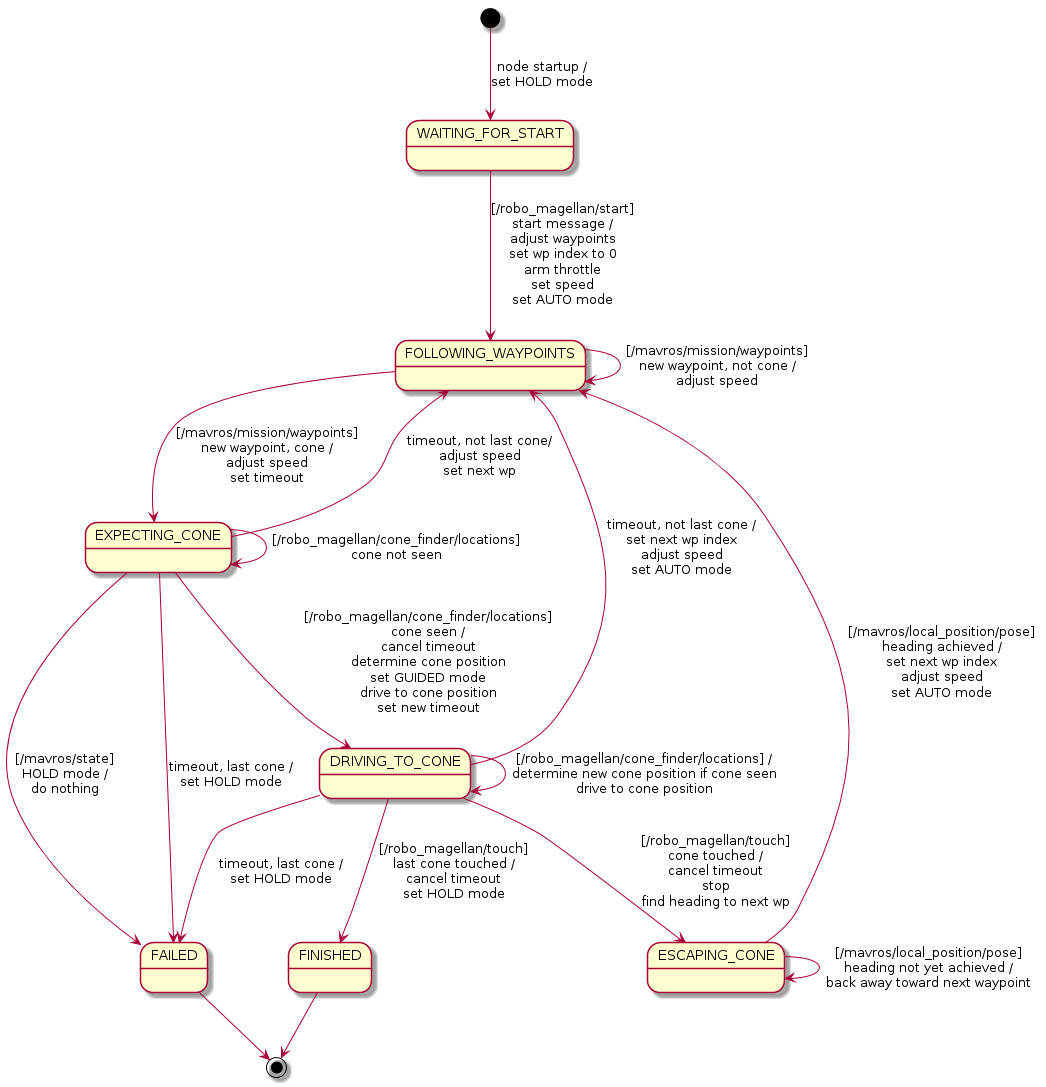 node startup /
set HOLD mode
WAITING_FOR_START
[/robo_magellan/start]
start message /
adjust waypoints
set wp index to 0
arm throttle
set speed
set AUTO mode
FOLLOWING_WAYPOINTS
[/mavros/mission/waypoints]
new waypoint, not cone /
adjust speed
[/mavros/mission/waypoints]
new waypoint, cone /
adjust speed
set timeout
timeout, not last cone/
adjust speed
set next wp
EXPECTING_CONE
[/robo_magellan/cone_finder/locations]
cone not seen
timeout, not last cone /
set next wp index
adjust speed
set AUTO mode
[/robo_magellan/cone_finder/locations]
cone seen /
cancel timeout
determine cone position
set GUIDED mode
drive to cone position
set new timeout
[/mavros/local_position/pose]
heading achieved /
set next wp index
adjust speed
set AUTO mode
[/mavros/state]
HOLD mode /
do nothing
timeout, last cone /
set HOLD mode
DRIVING_TO_CONE
[/robo_magellan/cone_finder/locations] /
determine new cone position if cone seen
drive to cone position
timeout, last cone /
set HOLD mode
[/robo_magellan/touch]
last cone touched /
cancel timeout
set HOLD mode
[/robo_magellan/touch]
cone touched /
cancel timeout
stop
find heading to next wp
FAILED
FINISHED
ESCAPING_CONE
[/mavros/local_position/pose]
heading not yet achieved /
back away toward next waypoint